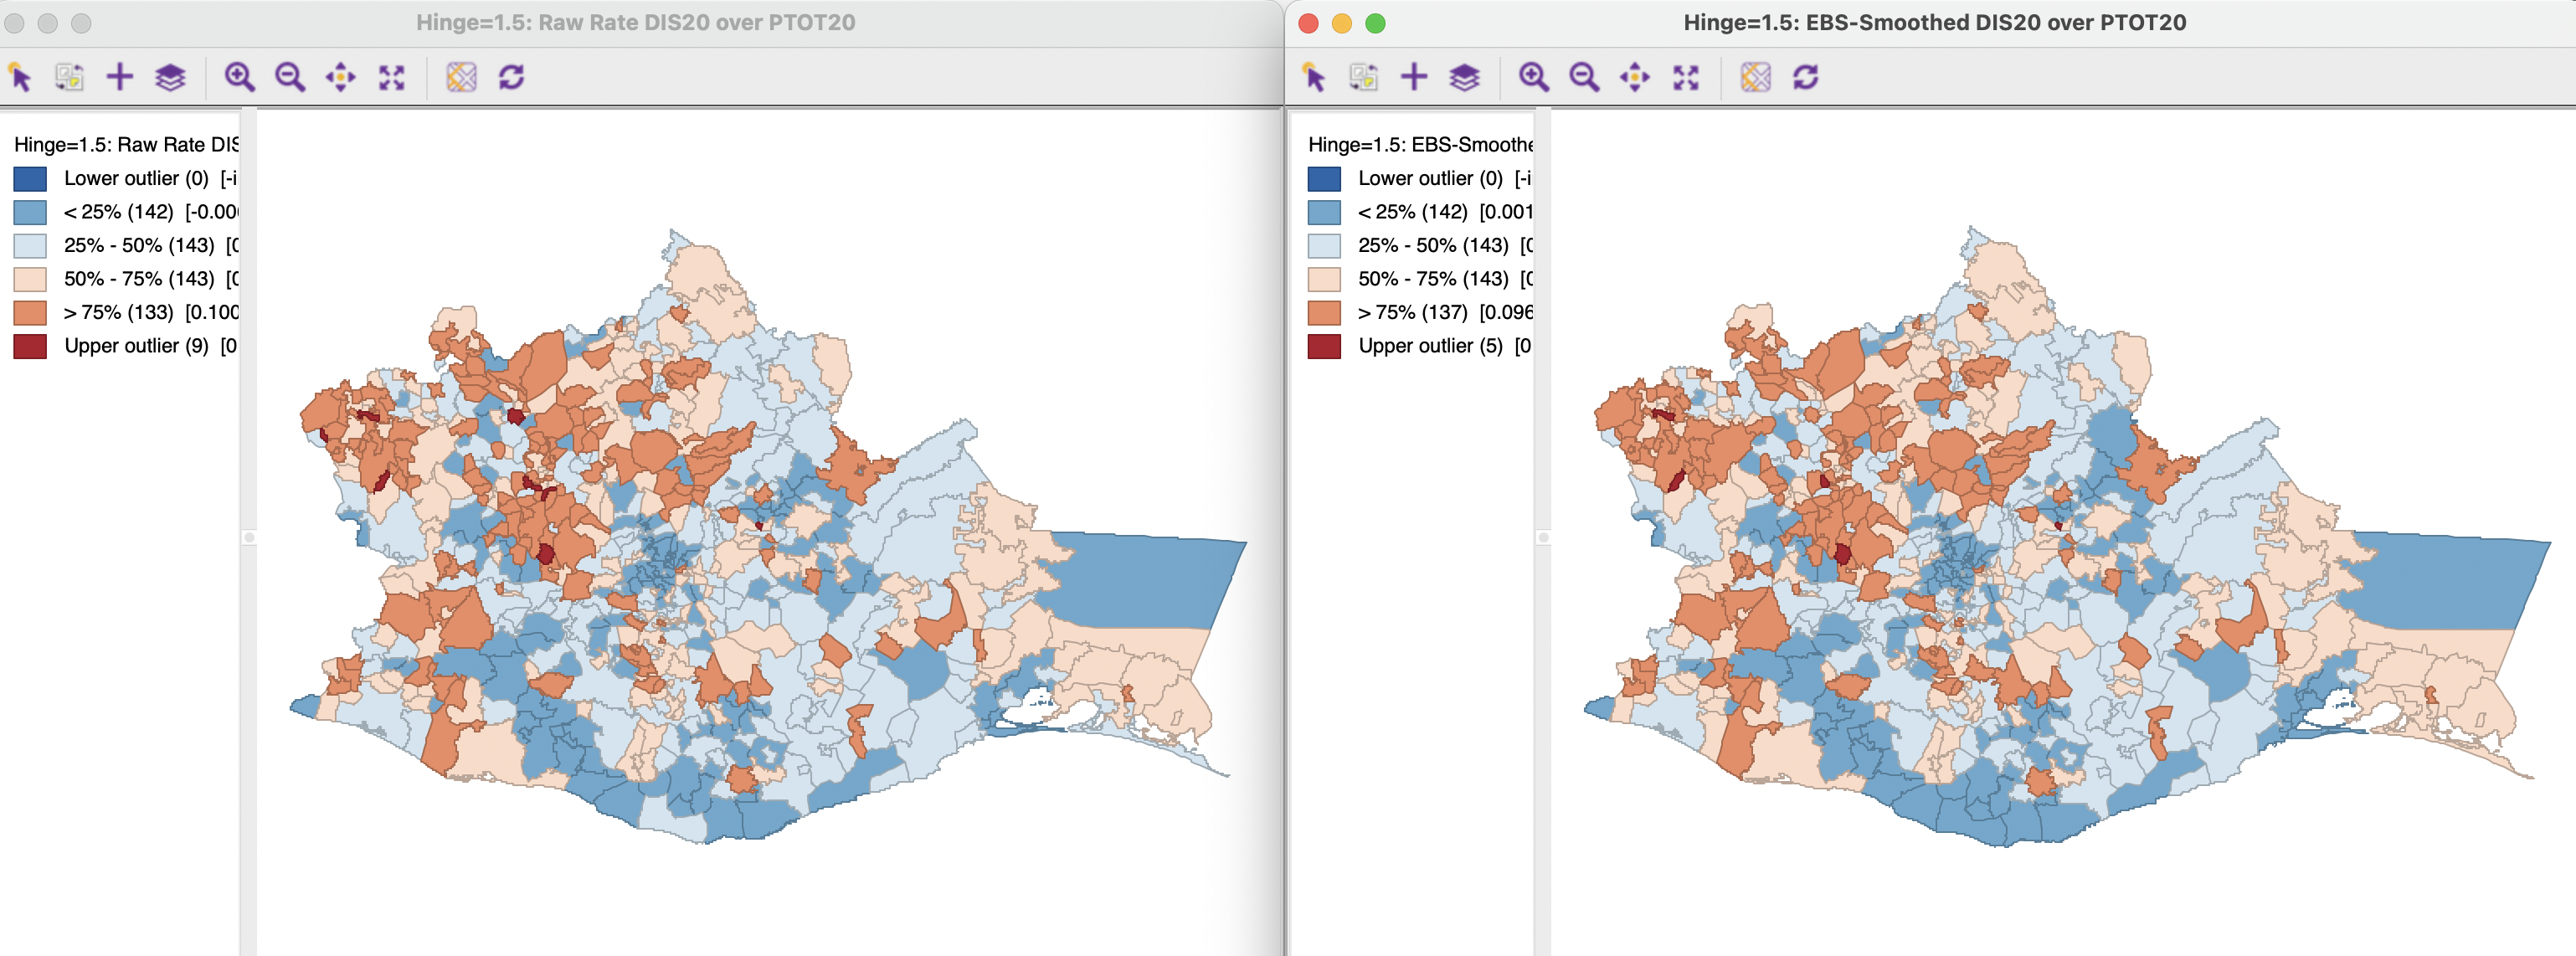 Hinge=1.5: Raw Rate DIS20 over PTOT20
Hinge=1.5: Raw Rate DIS
Lower outlier (0) [-i
< 25% (142) [-0.00
25% - 50% (143) [0
50% - 75% (143) [0
> 75% (133) [0.100
Upper outlier (9) [0
Hinge=1.5: EBS-Smoothed DIS20 over PTOT20
Hinge=1.5: EBS-Smoothe
Lower outlier (0) [-i
< 25% (142) [0.001
25% - 50% (143) [0
50% - 75% (143) [0
> 75% (137) [0.096
Upper outlier (5) [0